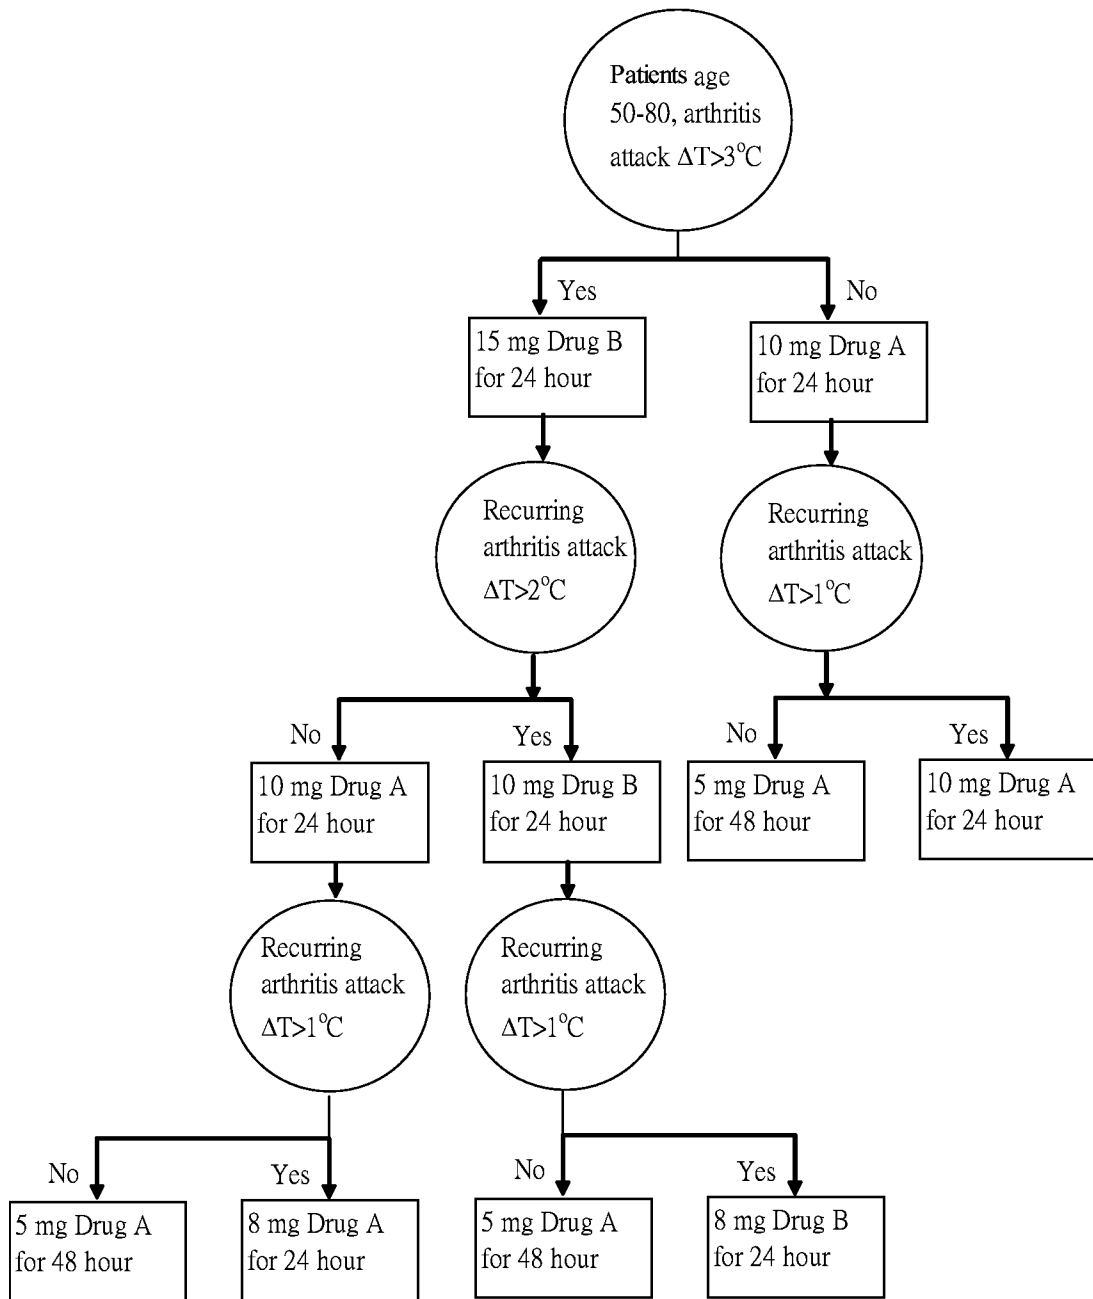 Patients age
50-80, arthritis
attack ΔT>3°C
Yes
No
15 mg Drug B
for 24 hour
10 mg Drug A
for 24 hour
Recurring
arthritis attack
ΔT>2°C
Recurring
arthritis attack
ΔT>1°C
No
Yes
No
Yes
10 mg Drug A
for 24 hour
10 mg Drug B
for 24 hour
5 mg Drug A
for 48 hour
10 mg Drug A
for 24 hour
Recurring
arthritis attack
ΔT>1°C
Recurring
arthritis attack
ΔT>1°C
No
Yes
No
Yes
5 mg Drug A
for 48 hour
8 mg Drug A
for 24 hour
5 mg Drug A
for 48 hour
8 mg Drug B
for 24 hour